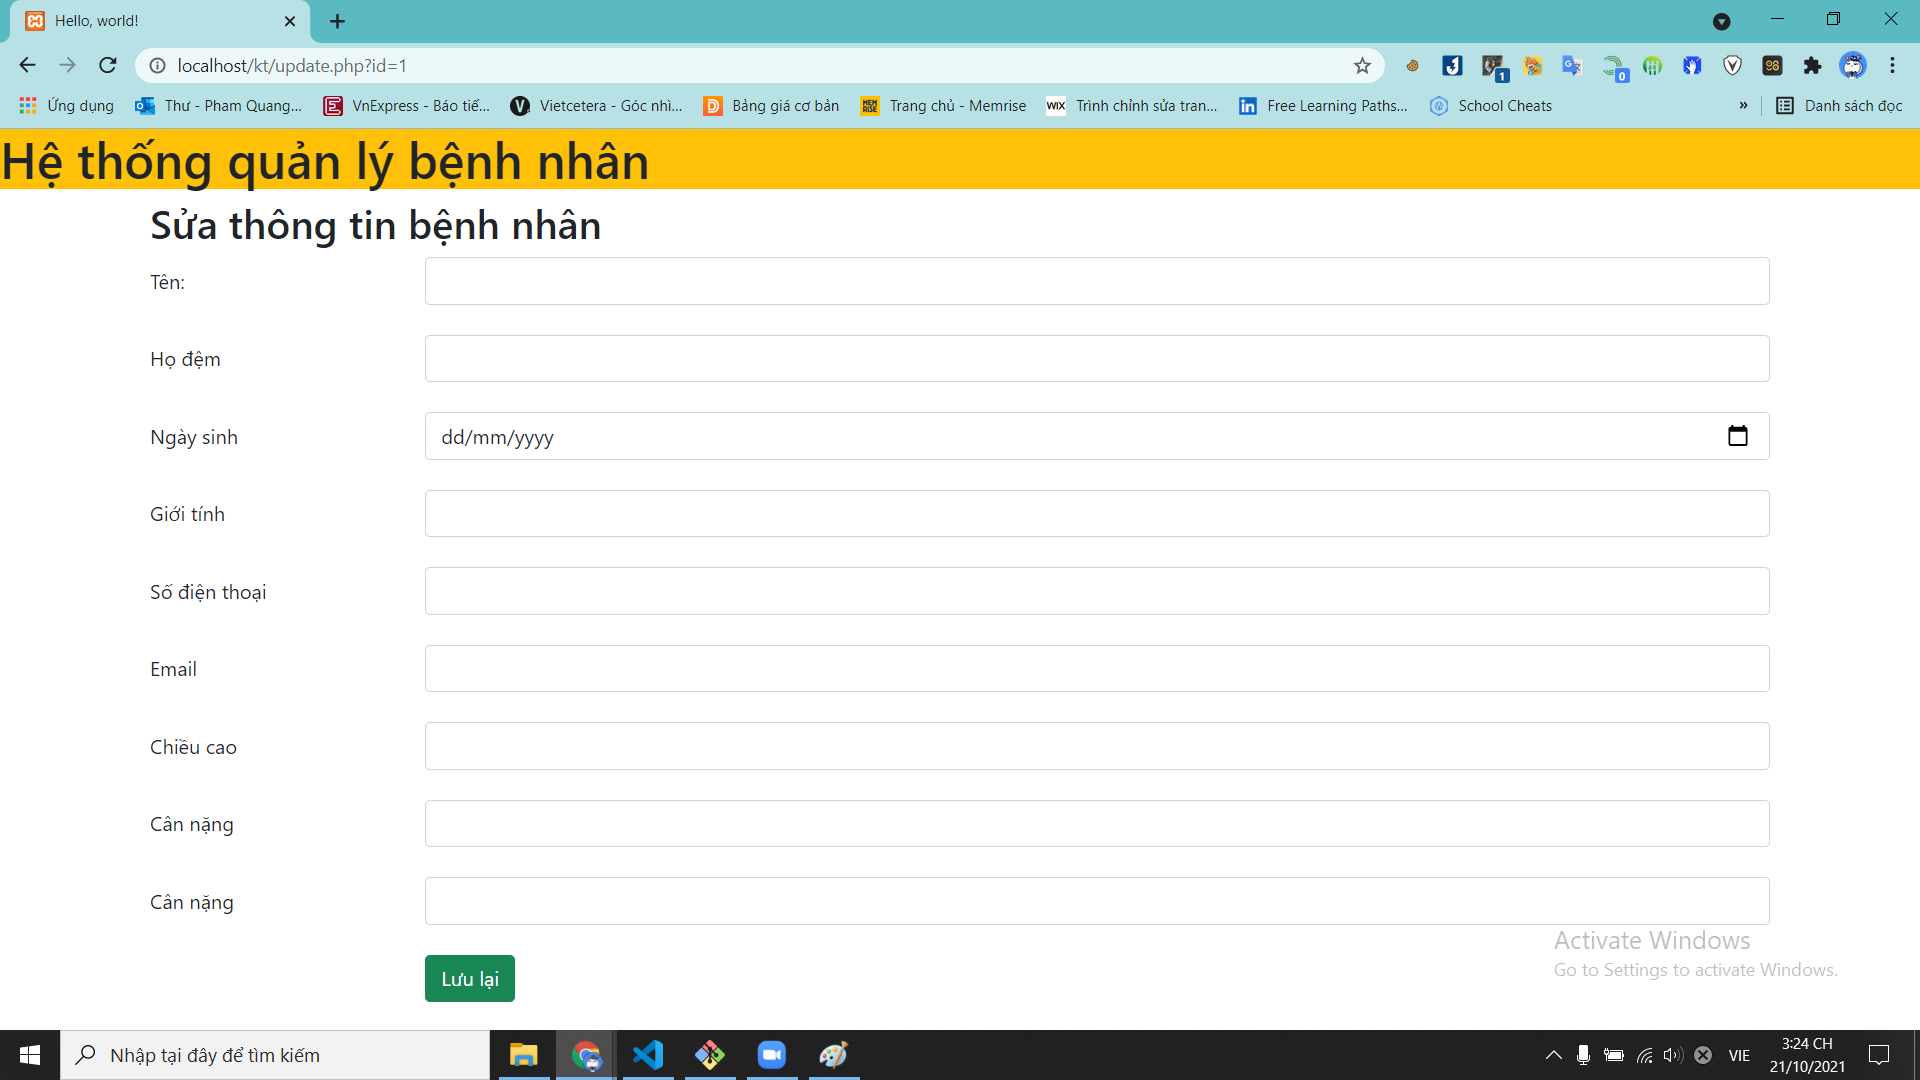 Hello, world!
localhost/kt/update.php?id=1
Ứng dụng
Thư - Pham Quang...
VnExpress - Báo tiế...
Vietcetera - Góc nhì...
Bảng giá cơ bản
MEM RISE
Trang chủ - Memrise
WIX
Trình chỉnh sửa tran...
Free Learning Paths...
School Cheats
»
Danh sách đọc
Hệ thống quản lý bệnh nhân
Sửa thông tin bệnh nhân
Tên:
Họ đệm
Ngày sinh
dd/mm/yyyy
Giới tính
Số điện thoại
Email
Chiều cao
Cân nặng
Cân nặng
Activate Windows
Go to Settings to activate Windows.
Lưu lại
Nhập tại đây để tìm kiếm
VIE
3:24 CH
21/10/2021